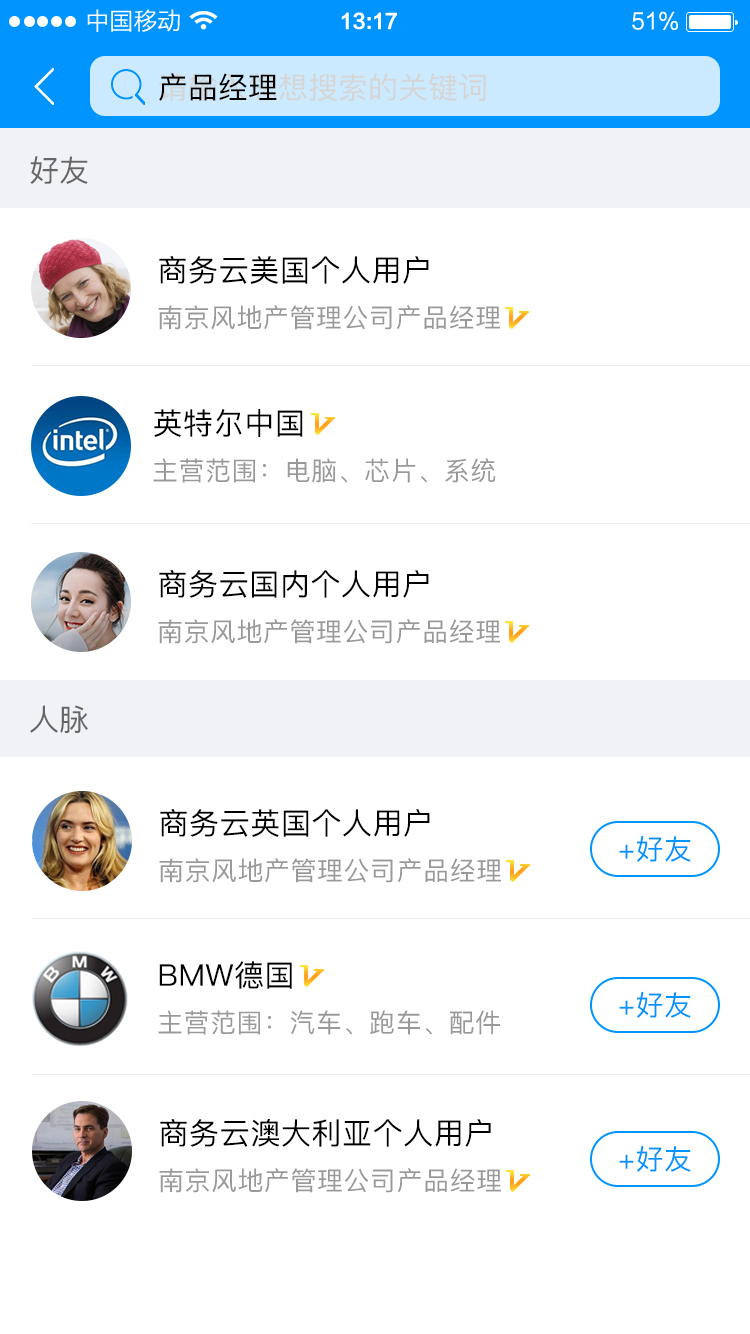 中国移动 13:17 51%
产品经理想搜索的关键词
好友
商务云美国个人用户
南京风地产管理公司产品经理
intel
英特尔中国
主营范围：电脑、芯片、系统
商务云国内个人用户
南京风地产管理公司产品经理
人脉
商务云英国个人用户
南京风地产管理公司产品经理
+好友
BMW
BMW德国
主营范围：汽车、跑车、配件
+好友
商务云澳大利亚个人用户
南京风地产管理公司产品经理
+好友